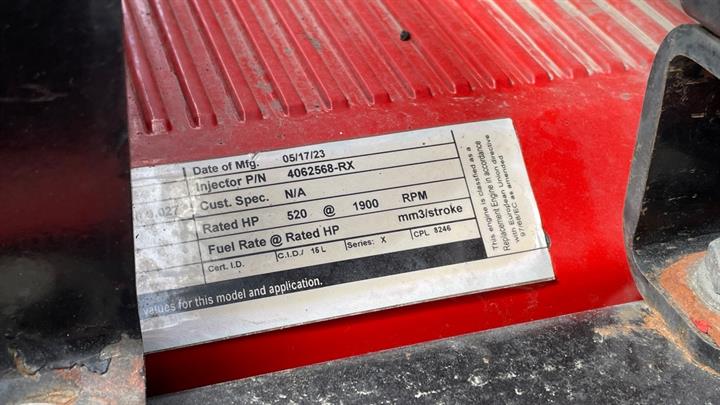 Date of Mfg. 05/17/23
Injector P/N 4062568-RX
Cust. Spec. N/A
0.027 Rated HP 520 @ 1900 RPM
Fuel Rate @ Rated HP mm3/stroke
Cert. I.D. C.I.D./ 15 L Series: X CPL 8246
values for this model and application.
This engine is classified as a
Replacement Engine in accordance
with European Union directive
97/68/EC as amended